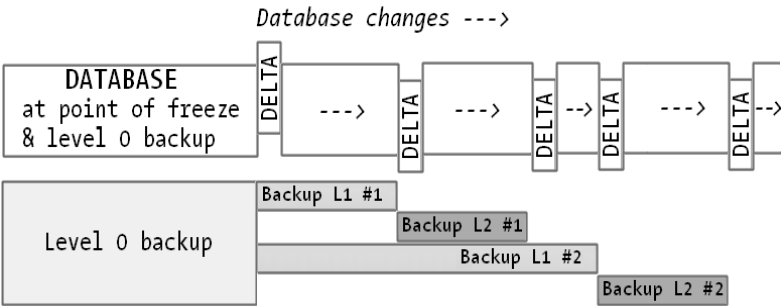 Database changes --->
DATABASE
at point of freeze
& level 0 backup
DELTA
--->
DELTA
--->
DELTA
-->
DELTA
--->
DELTA
-->
Level 0 backup
Backup L1 #1
Backup L2 #1
Backup L1 #2
Backup L2 #2